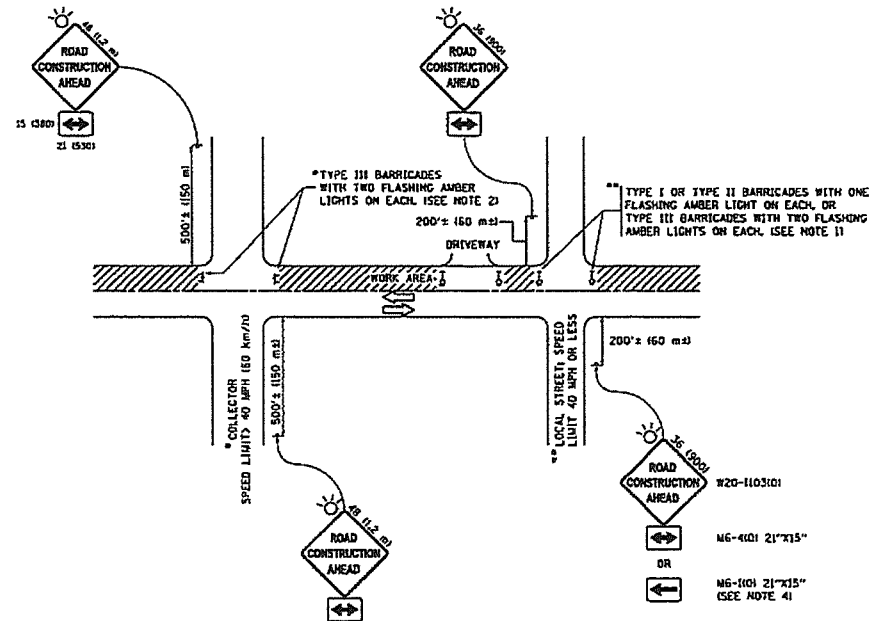 48 (1.2 m)
ROAD
CONSTRUCTION
AHEAD
15 (380)
21 (530)
36 (900)
ROAD
CONSTRUCTION
AHEAD
500'± (150 m)
*TYPE III BARRICADES
WITH TWO FLASHING AMBER
LIGHTS ON EACH. (SEE NOTE 2)
200'± (60 m±)
DRIVEWAY
** TYPE I OR TYPE II BARRICADES WITH ONE
FLASHING AMBER LIGHT ON EACH, OR
TYPE III BARRICADES WITH TWO FLASHING
AMBER LIGHTS ON EACH. (SEE NOTE 1)
WORK AREA
*COLLECTOR
SPEED LIMIT> 40 MPH (60 km/h)
500'± (150 m±)
**LOCAL STREET; SPEED
LIMIT 40 MPH OR LESS
200'± (60 m±)
48 (1.2 m)
ROAD
CONSTRUCTION
AHEAD
36 (900)
ROAD
CONSTRUCTION
AHEAD
W20-1103(0)
M6-4(0) 21"X15"
OR
M6-1(0) 21"X15"
(SEE NOTE 4)